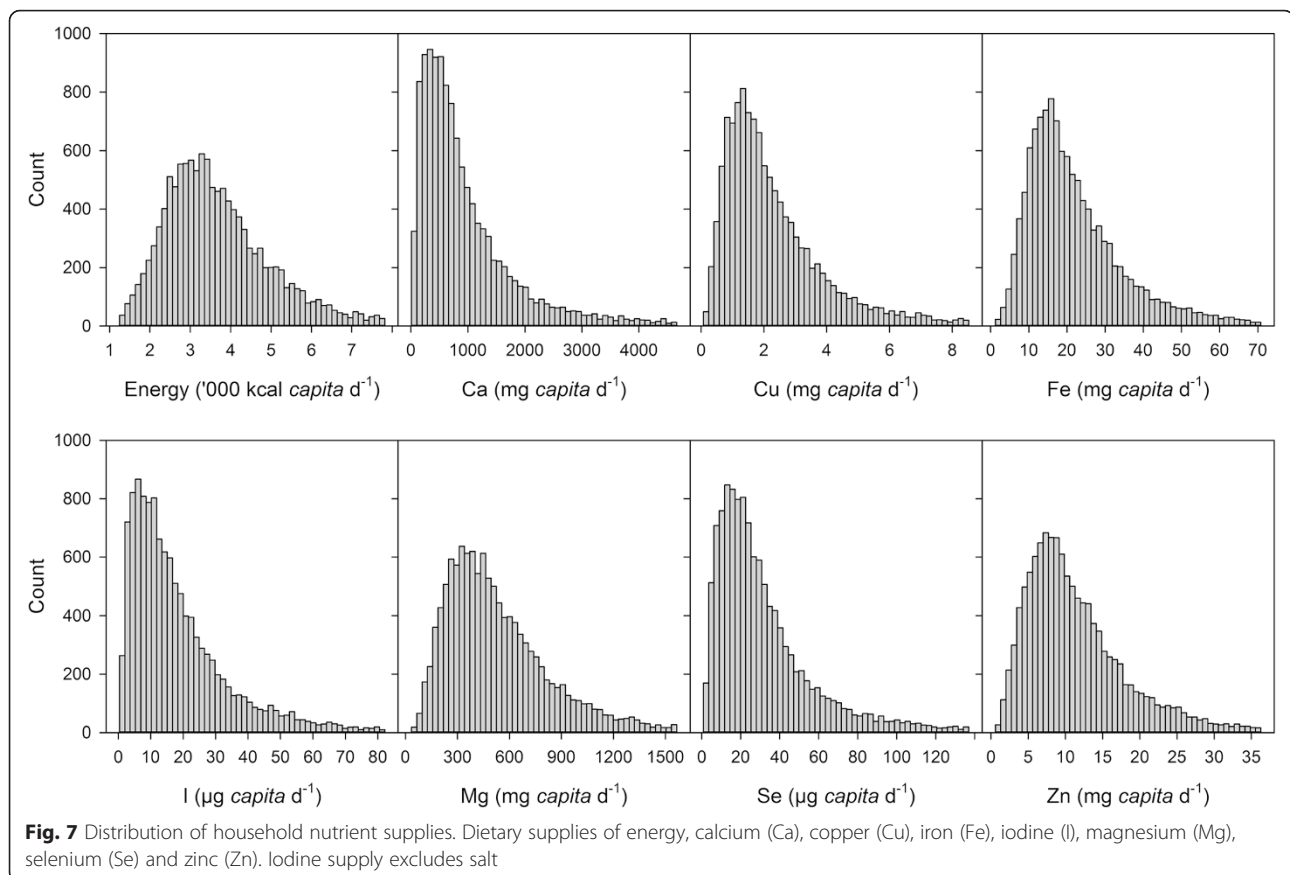 1000
800
600
400
200
0
Count
1 2 3 4 5 6 7
Energy ('000 kcal capita d⁻¹)
0 1000 2000 3000 4000
Ca (mg capita d⁻¹)
0 2 4 6 8
Cu (mg capita d⁻¹)
0 10 20 30 40 50 60 70
Fe (mg capita d⁻¹)
1000
800
600
400
200
0
Count
0 10 20 30 40 50 60 70 80
I (µg capita d⁻¹)
0 300 600 900 1200 1500
Mg (mg capita d⁻¹)
0 20 40 60 80 100 120
Se (µg capita d⁻¹)
0 5 10 15 20 25 30 35
Zn (mg capita d⁻¹)
Fig. 7 Distribution of household nutrient supplies. Dietary supplies of energy, calcium (Ca), copper (Cu), iron (Fe), iodine (I), magnesium (Mg),
selenium (Se) and zinc (Zn). Iodine supply excludes salt